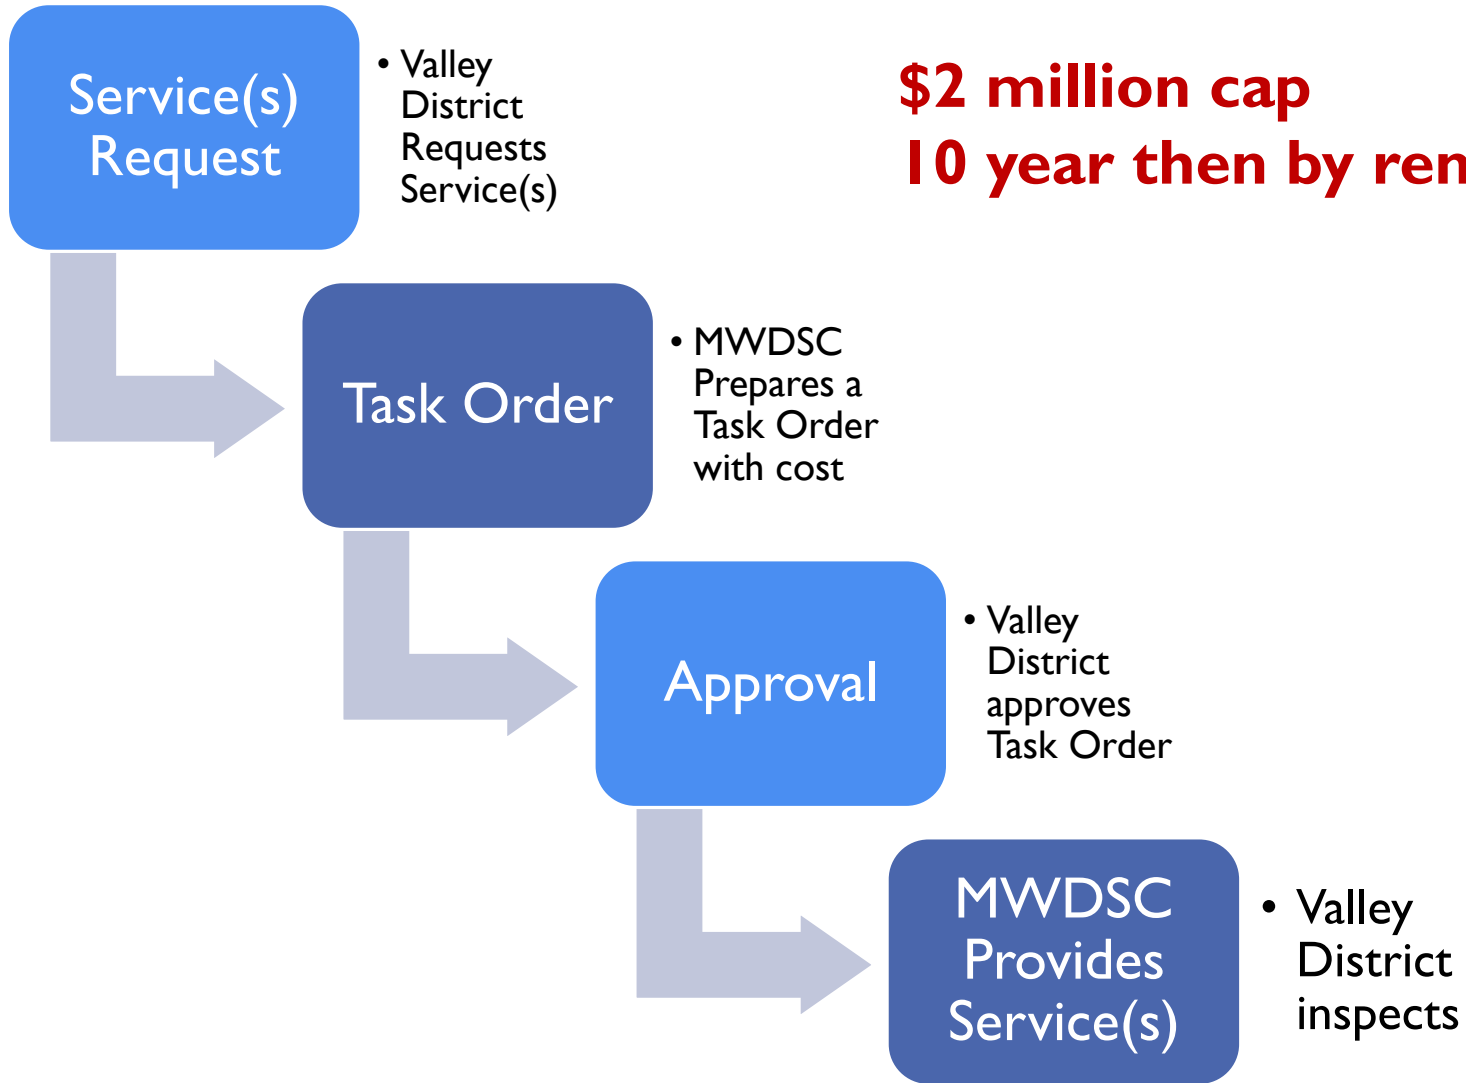 Service(s)
Request
• Valley
District
Requests
Service(s)
$2 million cap
10 year then by
Task Order
• MWDSC
Prepares a
Task Order
with cost
Approval
• Valley
District
approves
Task Order
MWDSC
Provides
Service(s)
• Valley
District
inspects